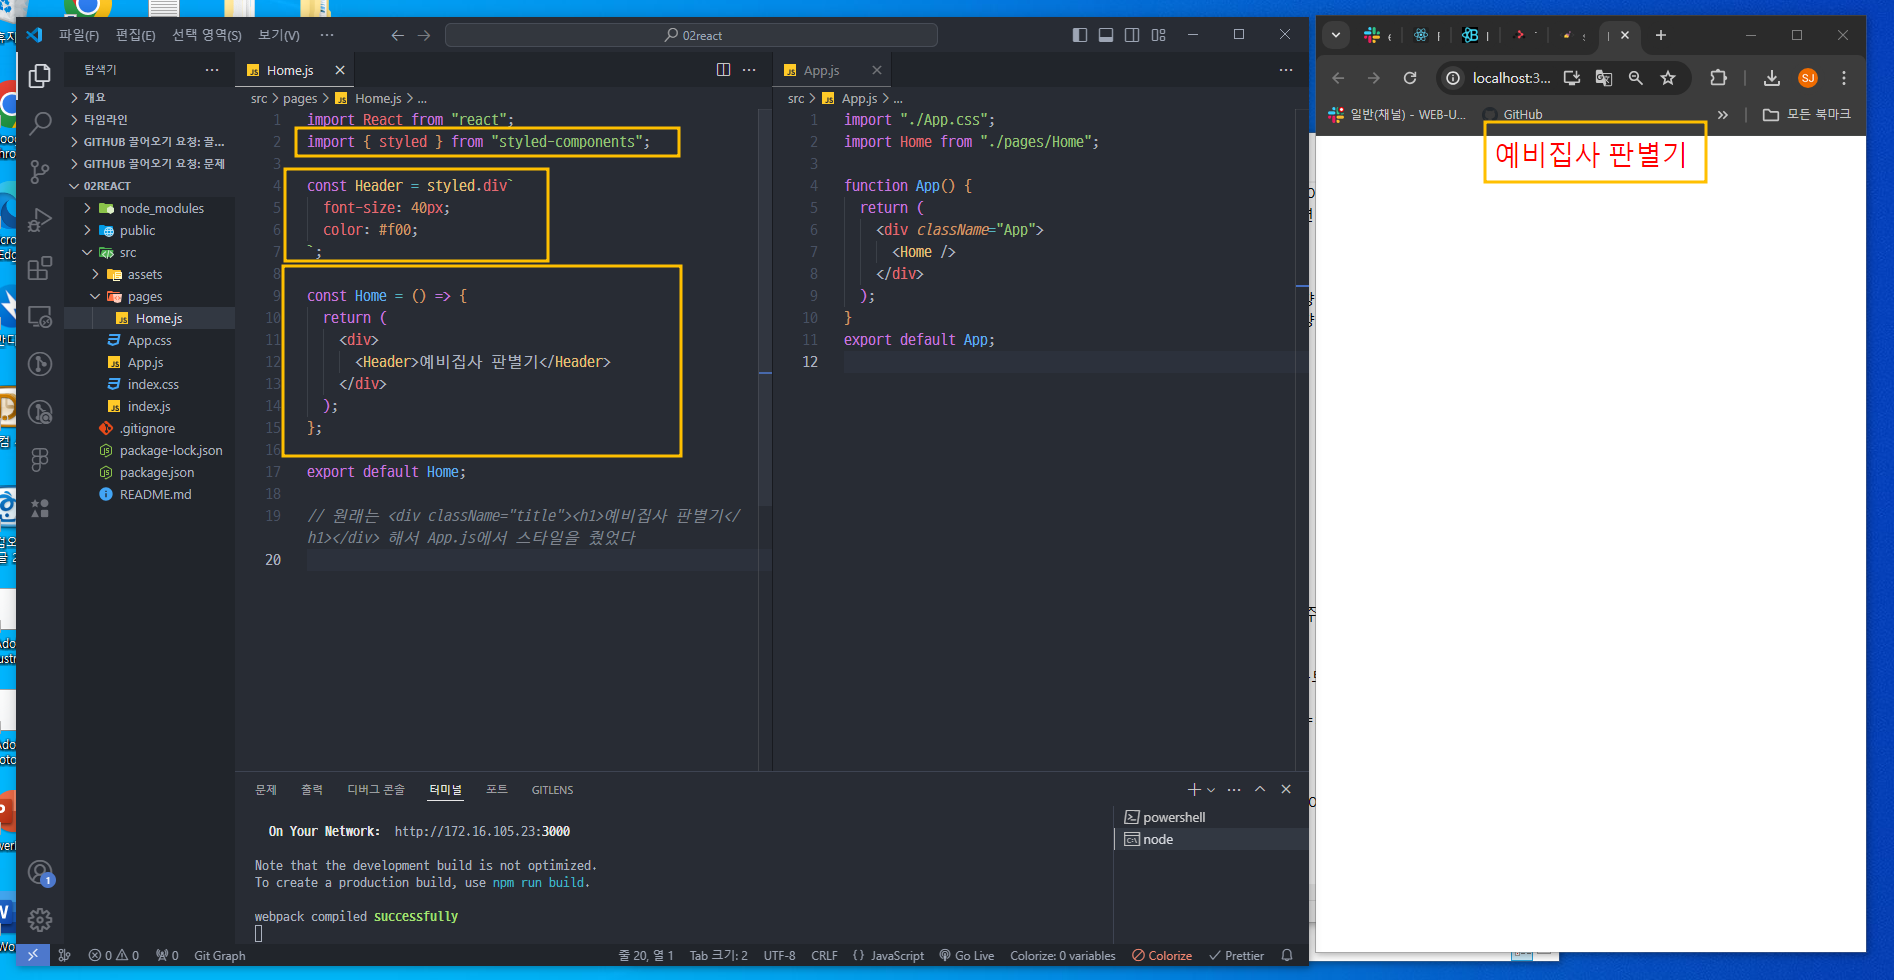 파일(F) 편집(E) 선택 영역(S) 보기(V) ··· 02react
탐색기 ···
개요
타임라인
GITHUB 끌어오기 요청: 끌...
GITHUB 끌어오기 요청: 문제
02REACT
node_modules
public
src
assets
pages
Home.js
App.css
App.js
index.css
index.js
.gitignore
package-lock.json
package.json
README.md
Home.js
src > pages > Home.js > ...
1 import React from "react";
2 import { styled } from "styled-components";
3
4 const Header = styled.div`
5 font-size: 40px;
6 color: #f00;
7 `;
8
9 const Home = () => {
10 return (
11 <div>
12 <Header>예비집사 판별기</Header>
13 </div>
14 );
15 };
16
17 export default Home;
18
19 // 원래는 <div className="title"><h1>예비집사 판별기</
h1></div> 해서 App.js에서 스타일을 줬었다
20
App.js
src > App.js > ...
1 import "./App.css";
2 import Home from "./pages/Home";
3
4 function App() {
5 return (
6 <div className="App">
7 <Home />
8 </div>
9 );
10 }
11 export default App;
12
문제 출력 디버그 콘솔 터미널 포트 GITLENS
On Your Network: http://172.16.105.23:3000
Note that the development build is not optimized.
To create a production build, use npm run build.
webpack compiled successfully
powershell
node
0 0 0 Git Graph 줄 20, 열 1 Tab 크기: 2 UTF-8 CRLF {} JavaScript Go Live Colorize: 0 variables Colorize Prettier
localhost:3... SJ
일반(채널) - WEB-U... GitHub » 모든 북마크
예비집사 판별기